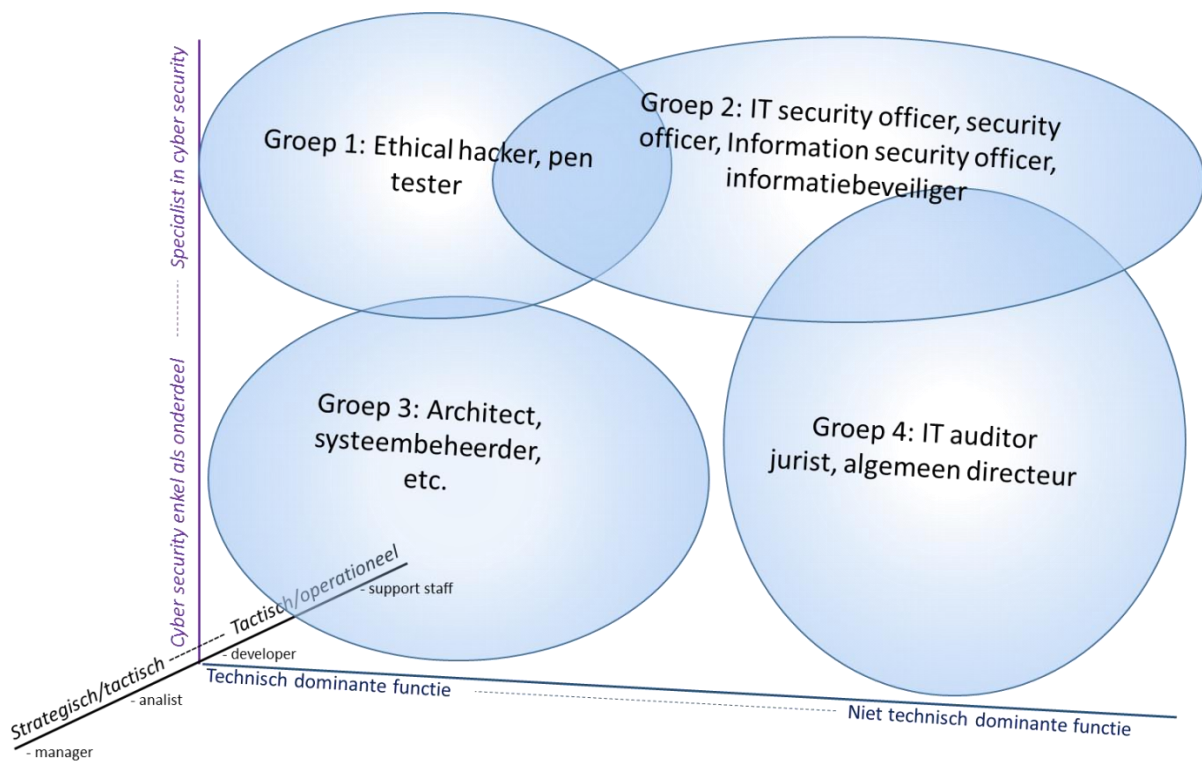 Specialist in cyber security
Cyber security enkel als onderdeel
Groep 1: Ethical hacker, pen
tester
Groep 2: IT security officer, security
officer, Information security officer,
informatiebeveiliger
Groep 3: Architect,
systeembeheerder,
etc.
Groep 4: IT auditor
jurist, algemeen directeur
Strategisch/tactisch
Tactisch/operationeel
- support staff
- developer
- analist
- manager
Technisch dominante functie
Niet technisch dominante functie